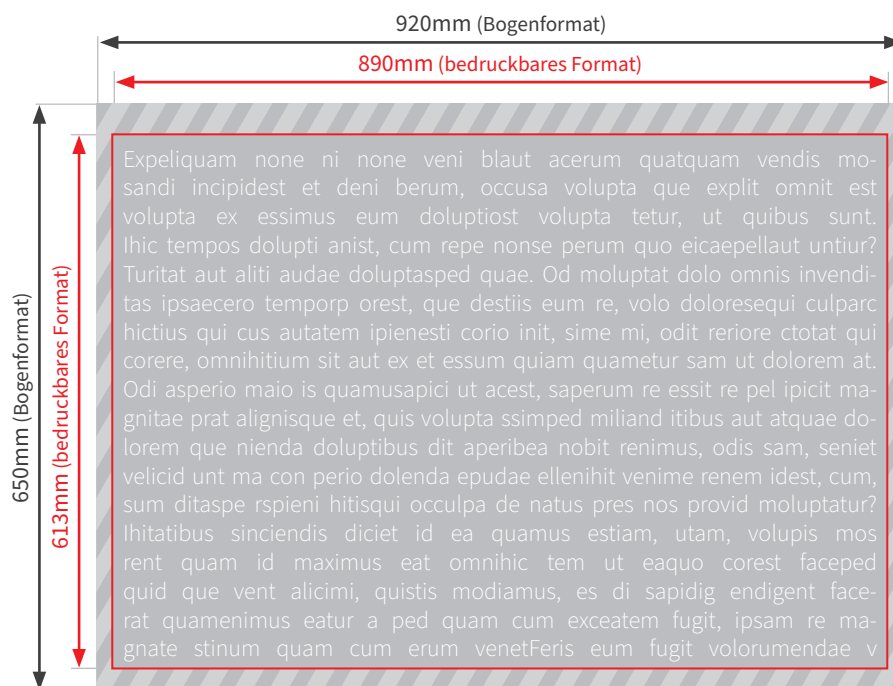 920mm (Bogenformat)
890mm (bedruckbares Format)
650mm (Bogenformat)
613mm (bedruckbares Format)
Expeliquam none ni none veni blaut acerum quatquam vendis mo-
sandi incipidest et deni berum, occusa volupta que explit omnit est
volupta ex essimus eum doluptiost volupta tetur, ut quibus sunt.
Ihic tempos dolupti anist, cum repe nonse perum quo eicaepellaut untiur?
Turitat aut aliti audae doluptasped quae. Od moluptat dolo omnis invendi-
tas ipsaecero temporp orest, que destiis eum re, volo doloresequi culparc
hictius qui cus autatem ipienesti corio init, sime mi, odit reriore ctotat qui
corere, omnihitium sit aut ex et essum quiam quametur sam ut dolorem at.
Odi asperio maio is quamusapici ut acest, saperum re essit re pel ipicit ma-
gnitae prat alignisque et, quis volupta ssimped miliand itibus aut atquae do-
lorem que nienda doluptibus dit aperibea nobit renimus, odis sam, seniet
velicid unt ma con perio dolenda epudae ellenihit venime renem idest, cum,
sum ditaspe rspieni hitisqui occulpa de natus pres nos provid moluptatur?
Ihitatibus sinciendis diciet id ea quamus estiam, utam, volupis mos
rent quam id maximus eat omnihic tem ut eaquo corest faceped
quid que vent alicimi, quistis modiamus, es di sapidig endigent face-
rat quamenimus eatur a ped quam cum exceatem fugit, ipsam re ma-
gnate stinum quam cum erum venetFeris eum fugit volorumendae v